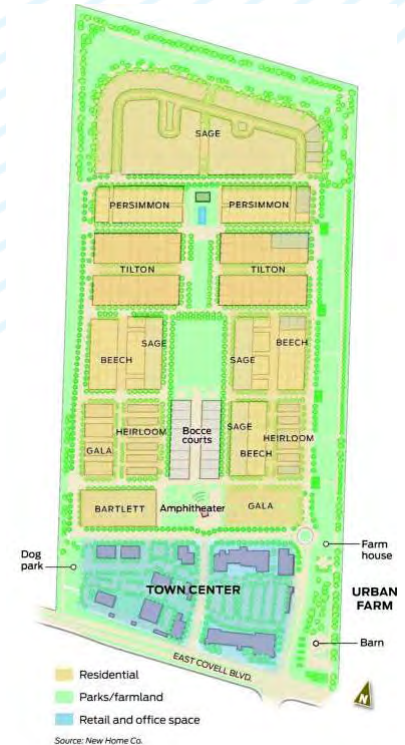 SAGE
PERSIMMON
PERSIMMON
TILTON
TILTON
SAGE
BEECH
BEECH
SAGE
HEIRLOOM
GALA
Bocce
courts
SAGE
HEIRLOOM
BEECH
BARTLETT
Amphitheater
GALA
Dog
park
TOWN CENTER
Farm
house
URBAN
FARM
Barn
EAST COVELL BLVD.
N
Residential
Parks/farmland
Retail and office space
Source: New Home Co.